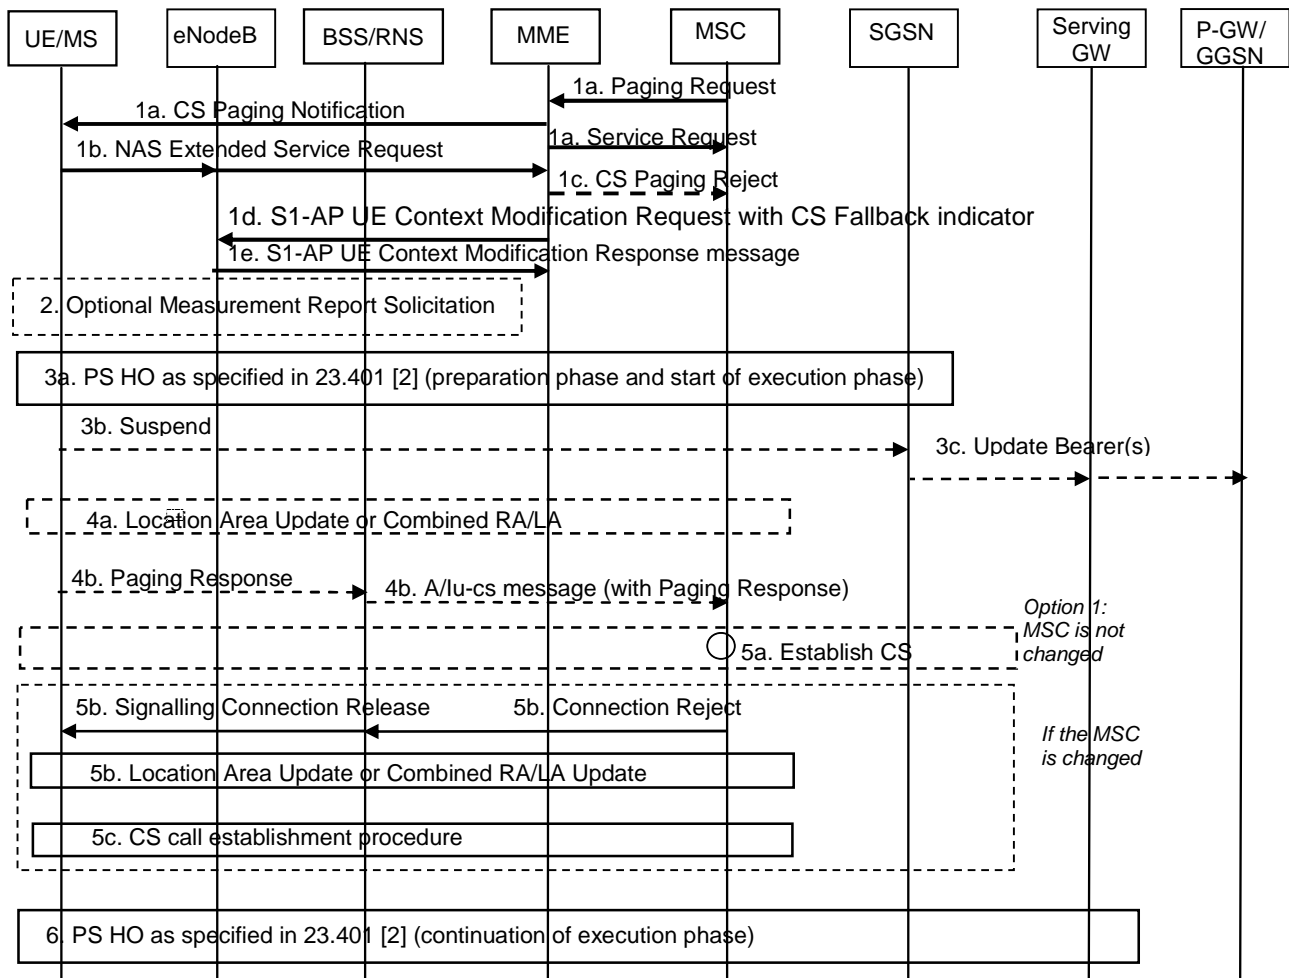 UE/MS
eNodeB
BSS/RNS
MME
MSC
SGSN
Serving
GW
P-GW/
GGSN
1a. Paging Request
1a. CS Paging Notification
1a. Service Request
1b. NAS Extended Service Request
1c. CS Paging Reject
1d. S1-AP UE Context Modification Request with CS Fallback indicator
1e. S1-AP UE Context Modification Response message
2. Optional Measurement Report Solicitation
3a. PS HO as specified in 23.401 [2] (preparation phase and start of execution phase)
3b. Suspend
3c. Update Bearer(s)
4a. Location Area Update or Combined RA/LA
4b. Paging Response
4b. A/Iu-cs message (with Paging Response)
Option 1:
MSC is not
changed
5a. Establish CS
5b. Signalling Connection Release
5b. Connection Reject
If the MSC
is changed
5b. Location Area Update or Combined RA/LA Update
5c. CS call establishment procedure
6. PS HO as specified in 23.401 [2] (continuation of execution phase)